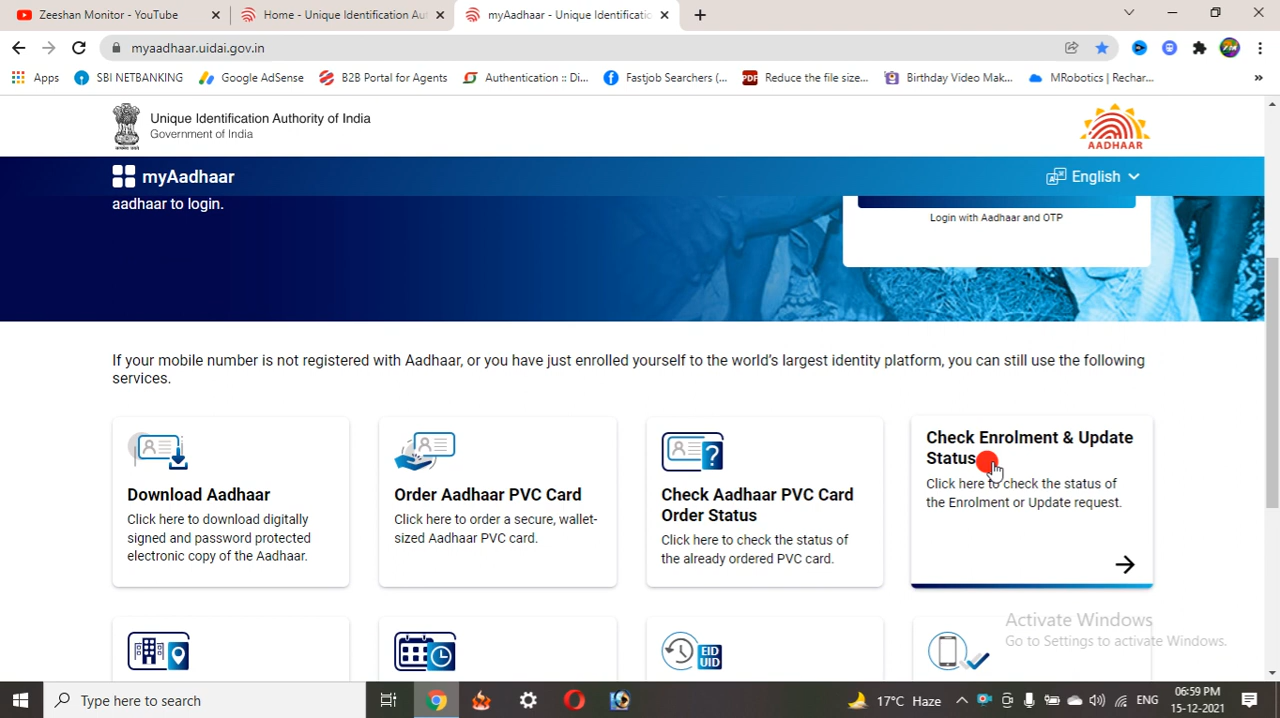 Zeeshan Monitor - YouTube
Home - Unique Identification Aut
myAadhaar - Unique Identificatio
myaadhaar.uidai.gov.in
Apps
SBI NETBANKING
Google AdSense
B2B Portal for Agents
Authentication :: Di...
Fastjob Searchers (...
PDF
Reduce the file size...
Birthday Video Mak...
MRobotics | Rechar...
Unique Identification Authority of India
Government of India
AADHAAR
myAadhaar
English
aadhaar to login.
Login with Aadhaar and OTP
If your mobile number is not registered with Aadhaar, or you have just enrolled yourself to the world's largest identity platform, you can still use the following
services.
Download Aadhaar
Click here to download digitally
signed and password protected
electronic copy of the Aadhaar.
Order Aadhaar PVC Card
Click here to order a secure, wallet-
sized Aadhaar PVC card.
Check Aadhaar PVC Card
Order Status
Click here to check the status of
the already ordered PVC card.
Check Enrolment & Update
Status
Click here to check the status of
the Enrolment or Update request.
EID
UID
Activate Windows
Go to Settings to activate Windows.
Type here to search
17°C Haze
ENG
06:59 PM
15-12-2021